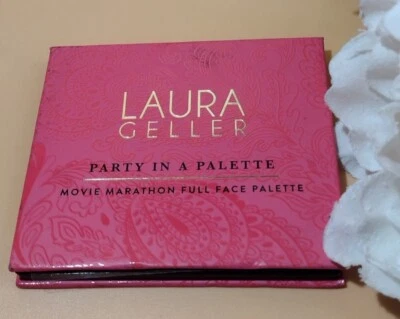 LAURA
GELLER
PARTY IN A PALETTE
MOVIE MARATHON FULL FACE PALETTE